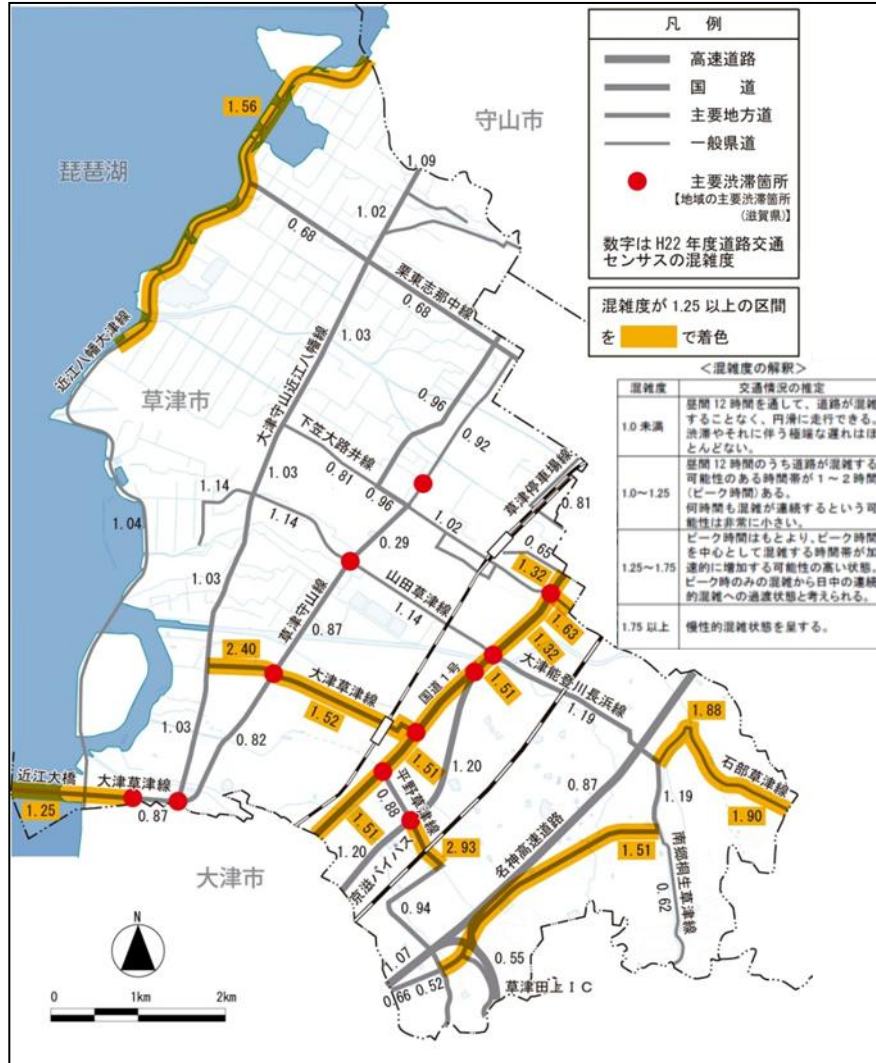 凡 例
高速道路
国 道
主要地方道
一般県道
主要渋滞箇所
【地域の主要渋滞箇所
(滋賀県)】
数字は H22 年度道路交通
センサスの混雑度
混雑度が 1.25 以上の区間
を で着色
<混雑度の解釈>
混雑度 交通情況の推定
1.0 未満
昼間 12 時間を通して、道路が混雑
することなく、円滑に走行できる。
渋滞やそれに伴う極端な遅れはほ
とんどない。
1.0～1.25
昼間 12 時間のうち道路が混雑する
可能性のある時間帯が 1～2 時間
(ピーク時間)ある。
何時間も混雑が連続するという可
能性は非常に小さい。
1.25～1.75
ピーク時間はもとより、ピーク時間
を中心として混雑する時間帯が加
速的に増加する可能性の高い状態。
ピーク時のみの混雑から日中の連続
的混雑への過渡状態と考えられる。
1.75 以上
慢性的混雑状態を呈する。
1.56
守山市
琵琶湖
1.09
1.02
0.68
栗東志那中線
0.68
1.03
大津守山近江八幡線
近江八幡大津線
草津市
0.96
0.92
下笠大路井線
0.81
0.96
1.03
1.14
1.14
1.04
草津停車場線
0.81
1.02
0.65
0.29
山田草津線
1.14
1.32
1.63
1.32
1.03
草津守山線
0.87
国道1号
1.51
大津能登川長浜線
1.19
2.40
大津草津線
1.52
1.88
石部草津線
1.90
1.03
0.82
1.51
1.20
0.87
1.19
近江大橋
大津草津線
1.25
0.87
平野草津線
0.88
1.51
2.93
名神高速道路
1.51
南郷桐生草津線
0.62
大津市
1.20
京滋バイパス
0.94
1.07
0.55
0.66
0.52
草津田上IC
N
0 1km 2km